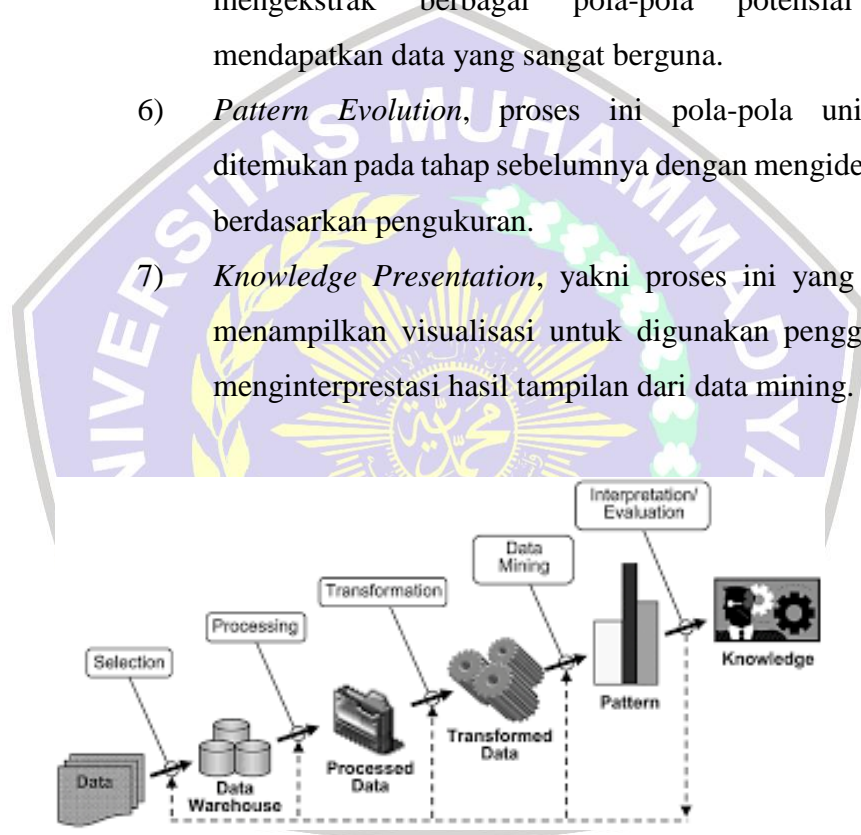 mengekstrak berbagai pola-pola potensial
mendapatkan data yang sangat berguna.
6) Pattern Evolution, proses ini pola-pola uni
ditemukan pada tahap sebelumnya dengan mengide
berdasarkan pengukuran.
7) Knowledge Presentation, yakni proses ini yang
menampilkan visualisasi untuk digunakan pengg
menginterprestasi hasil tampilan dari data mining.
Interpretation/
Evaluation
Data
Mining
Transformation
Processing
Selection
Knowledge
Pattern
Transformed
Data
Processed
Data
Data
Warehouse
Data
ERSITAS MUHAMMADIYA
NIV